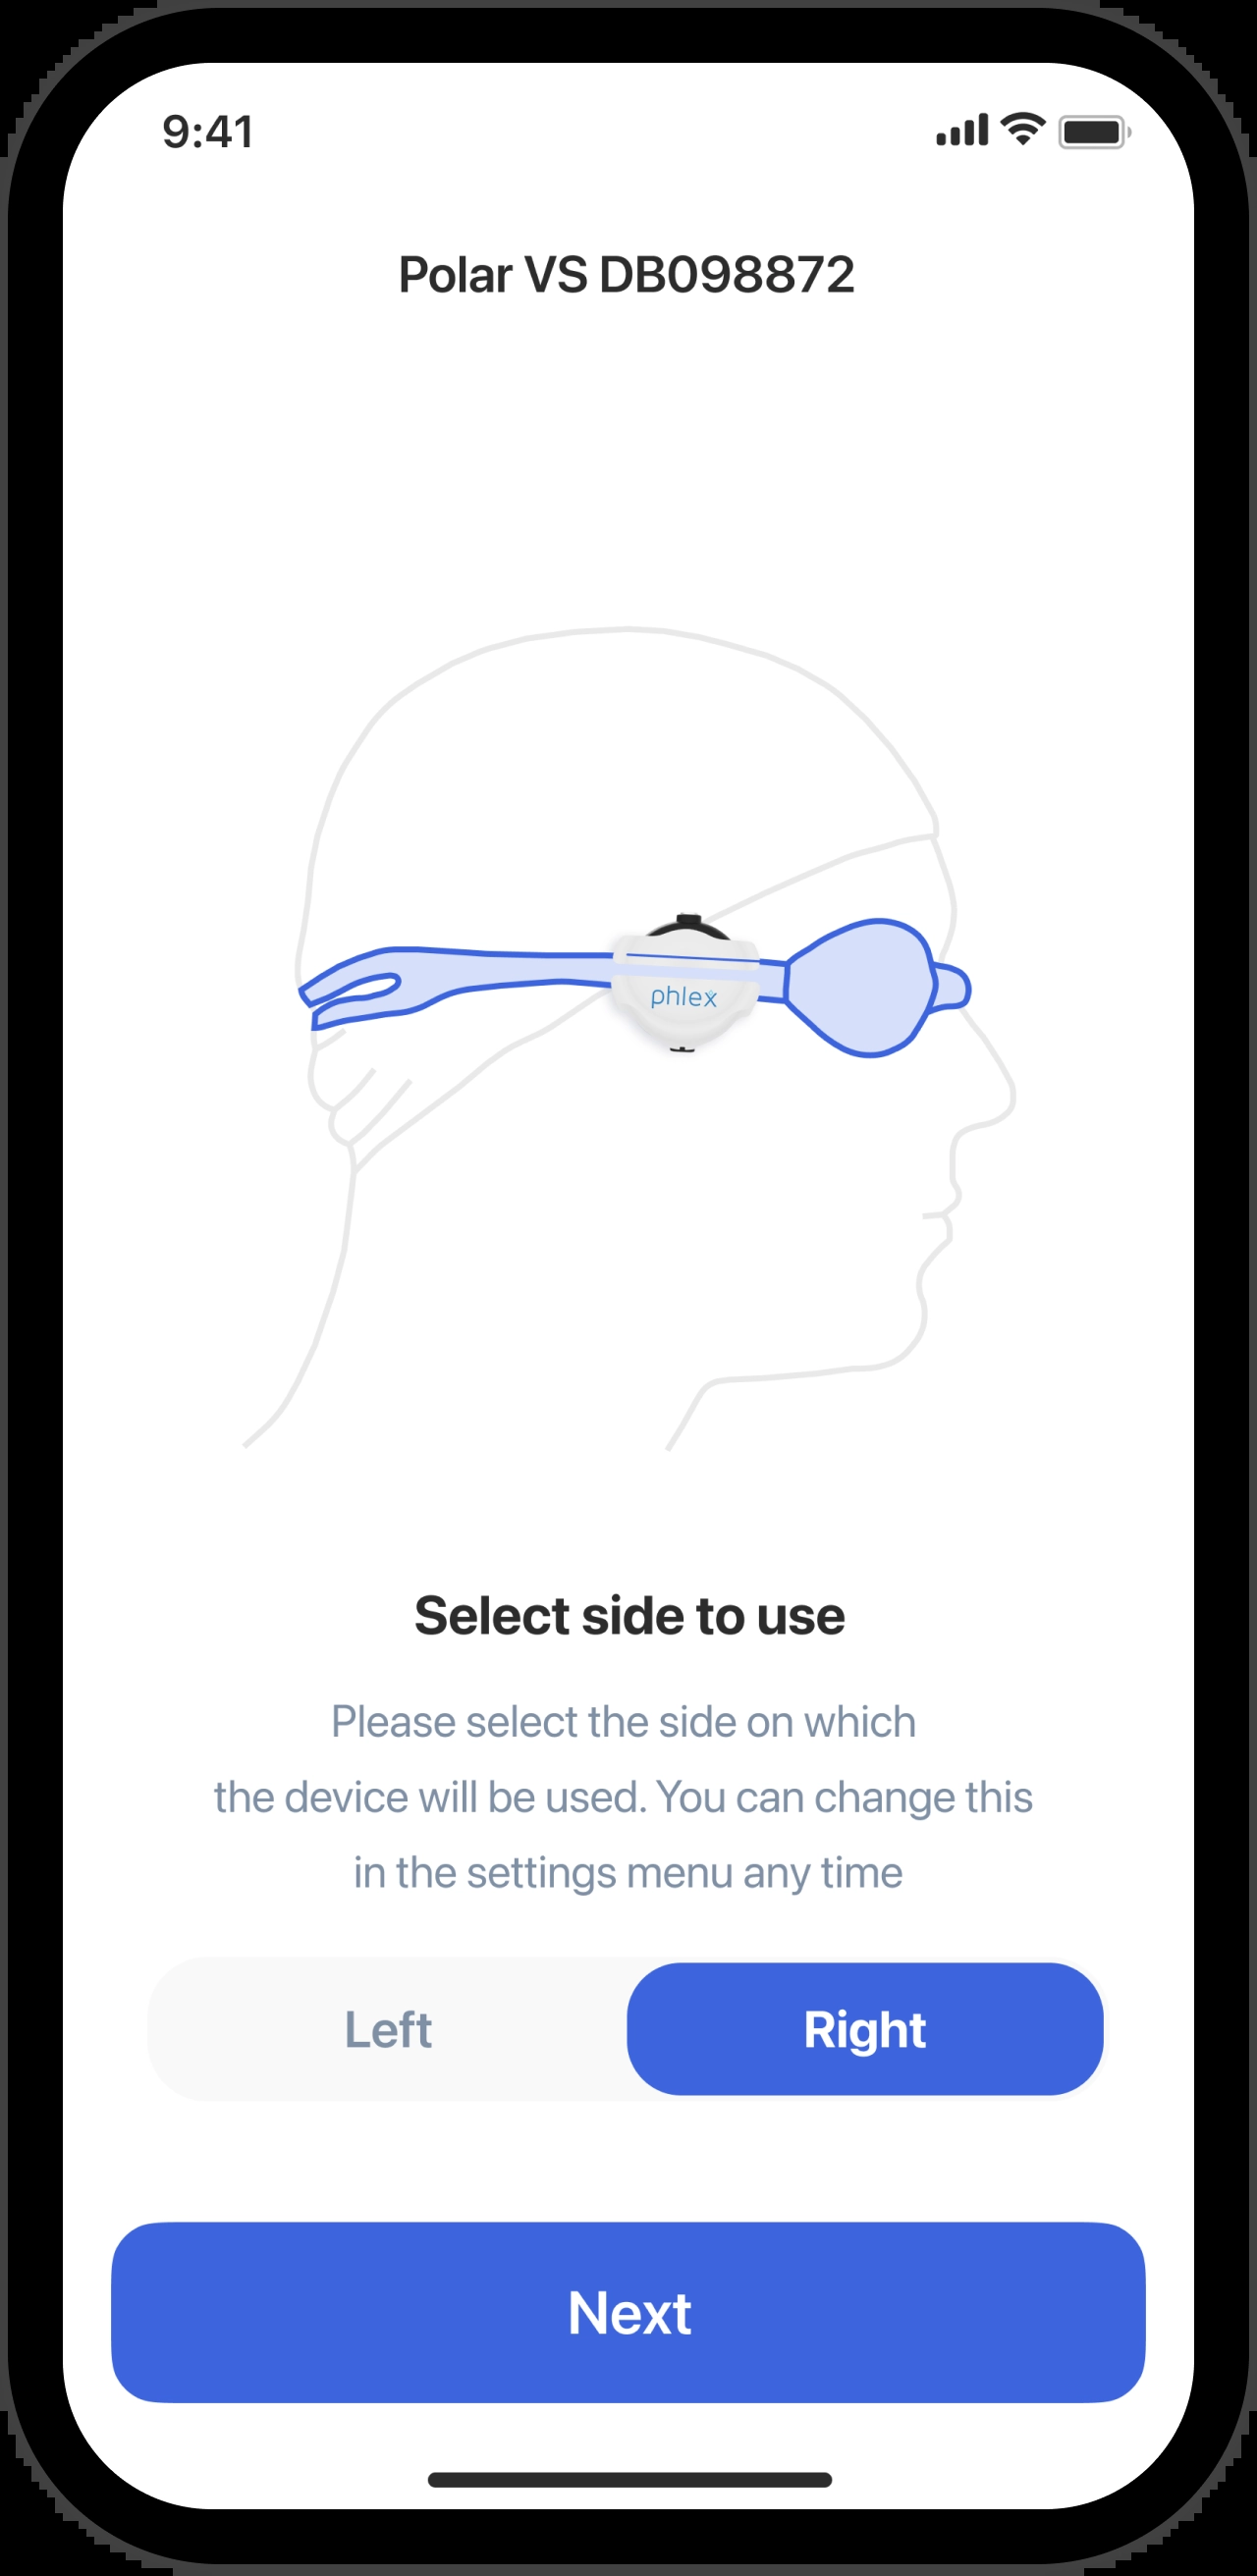 9:41
Polar VS DB098872
phlex
Select side to use
Please select the side on which
the device will be used. You can change this
in the settings menu any time
Left
Right
Next